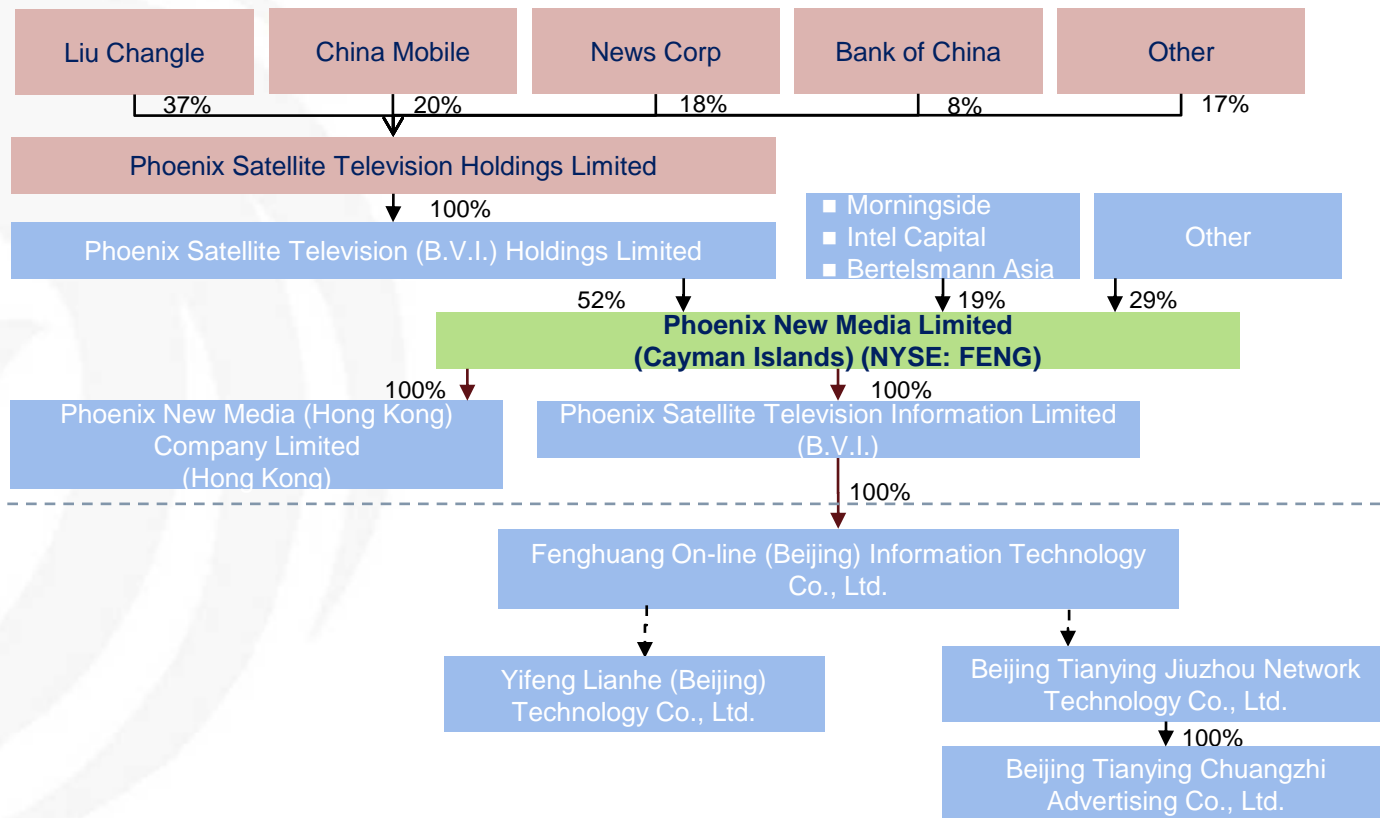 Liu Changle
China Mobile
News Corp
Bank of China
Other
37%
20%
18%
8%
17%
Phoenix Satellite Television Holdings Limited
100%
Phoenix Satellite Television (B.V.I.) Holdings Limited
■ Morningside
■ Intel Capital
■ Bertelsmann Asia
Other
52%
19%
29%
Phoenix New Media Limited
(Cayman Islands) (NYSE: FENG)
100%
100%
Phoenix New Media (Hong Kong)
Company Limited
(Hong Kong)
Phoenix Satellite Television Information Limited
(B.V.I.)
100%
Fenghuang On-line (Beijing) Information Technology
Co., Ltd.
Yifeng Lianhe (Beijing)
Technology Co., Ltd.
Beijing Tianying Jiuzhou Network
Technology Co., Ltd.
100%
Beijing Tianying Chuangzhi
Advertising Co., Ltd.